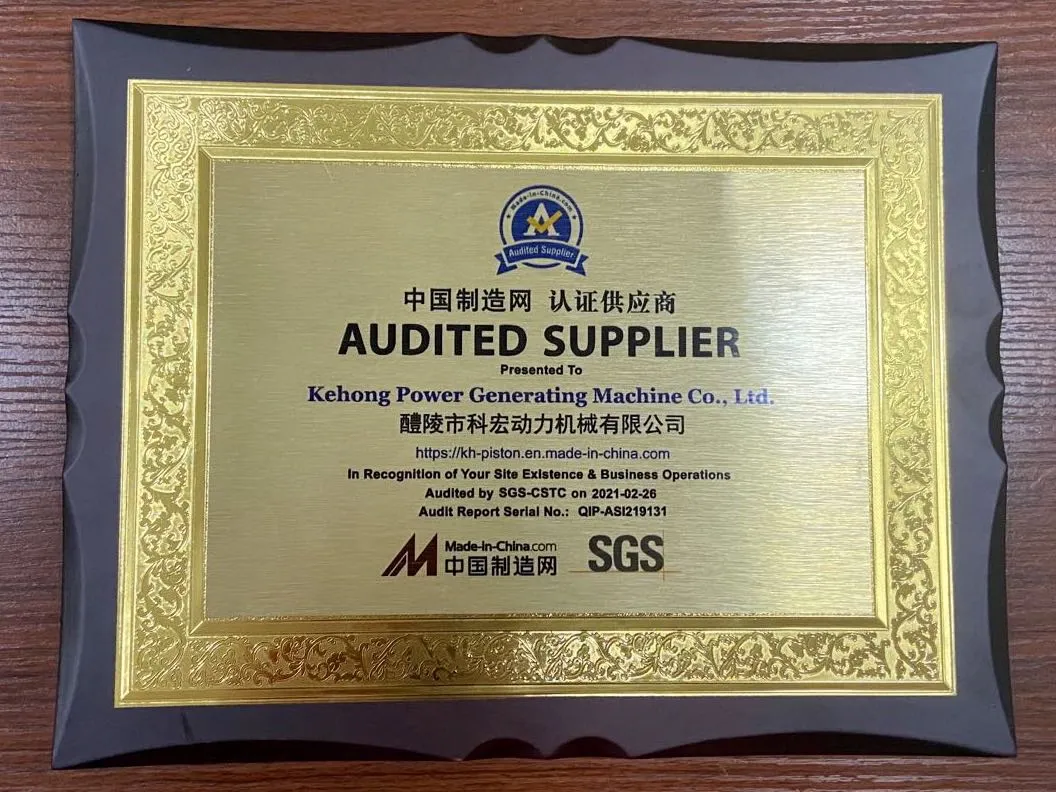 Made-in-China.com
Audited Supplier
中国制造网 认证供应商
AUDITED SUPPLIER
Presented To
Kehong Power Generating Machine Co., Ltd.
醴陵市科宏动力机械有限公司
https://kh-piston.en.made-in-china.com
In Recognition of Your Site Existence & Business Operations
Audited by SGS-CSTC on 2021-02-26
Audit Report Serial No.: QIP-ASI219131
Made-in-China.com
中国制造网
SGS